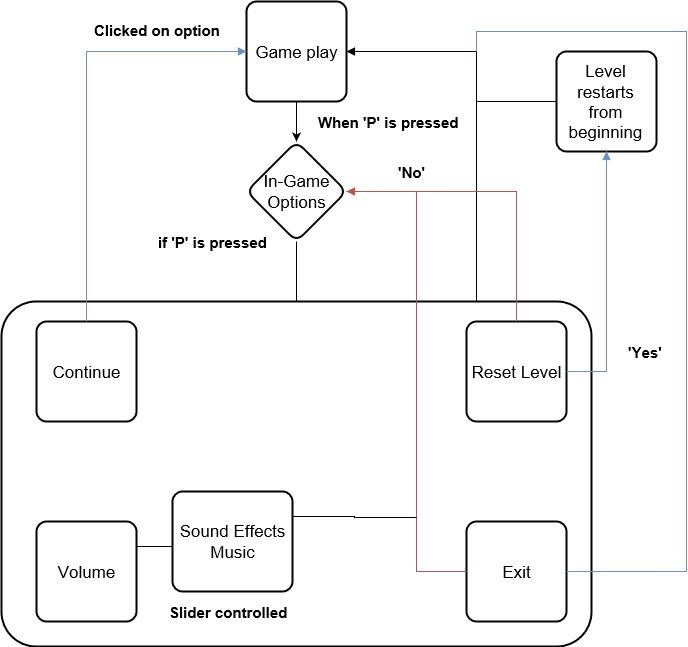 Clicked on option
Game play
Level
restarts
from
beginning
When 'P' is pressed
'No'
In-Game
Options
if 'P' is pressed
'Yes'
Continue
Reset Level
Sound Effects
Music
Volume
Exit
Slider controlled